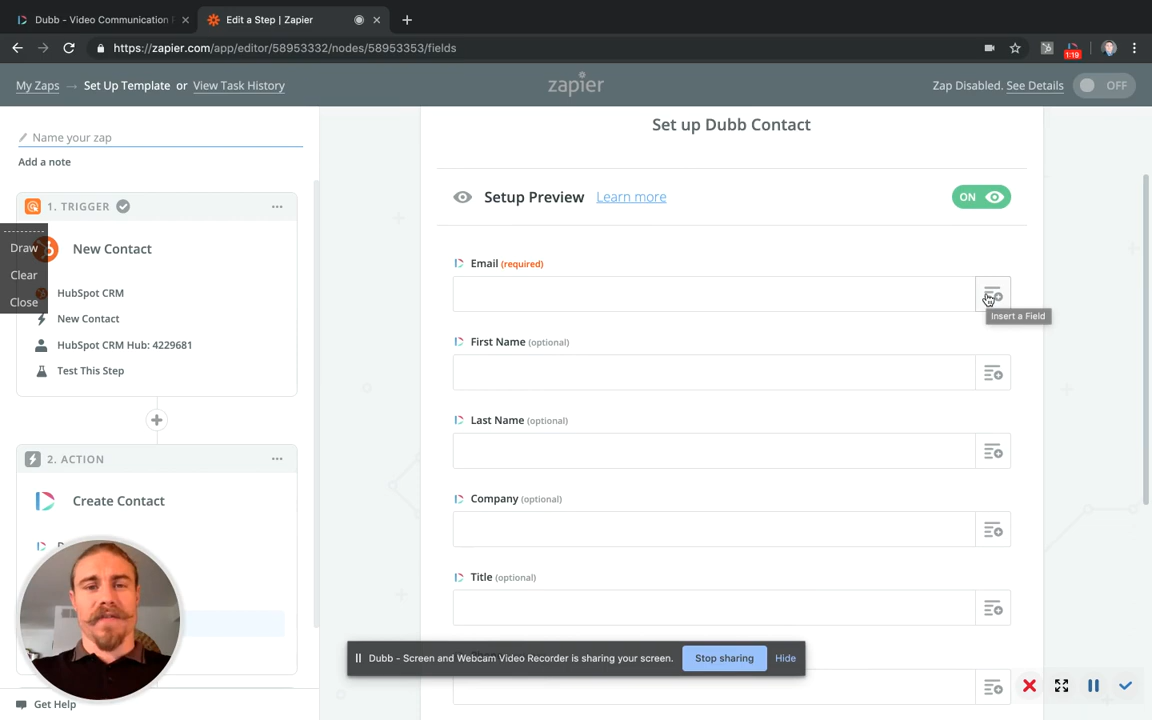 Dubb - Video Communication
Edit a Step | Zapier
https://zapier.com/app/editor/58953332/nodes/58953353/fields
1:19
My Zaps → Set Up Template or View Task History
zapier
Zap Disabled. See Details
OFF
Name your zap
Add a note
1. TRIGGER
New Contact
HubSpot CRM
New Contact
HubSpot CRM Hub: 4229681
Test This Step
Draw
Clear
Close
2. ACTION
Create Contact
Get Help
Set up Dubb Contact
Setup Preview Learn more
ON
Email (required)
Insert a Field
First Name (optional)
Last Name (optional)
Company (optional)
Title (optional)
Dubb - Screen and Webcam Video Recorder is sharing your screen.
Stop sharing
Hide